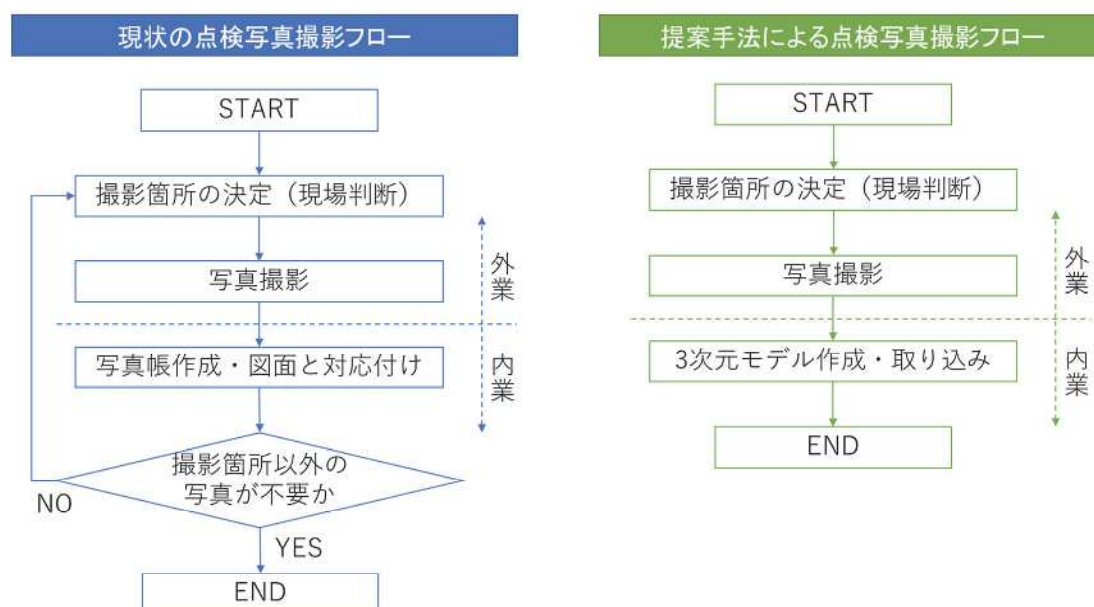 現状の点検写真撮影フロー
START
撮影箇所の決定（現場判断）
写真撮影
外業
写真帳作成・図面と対応付け
内業
撮影箇所以外の
写真が不要か
NO
YES
END
提案手法による点検写真撮影フロー
START
撮影箇所の決定（現場判断）
写真撮影
外業
3次元モデル作成・取り込み
内業
END